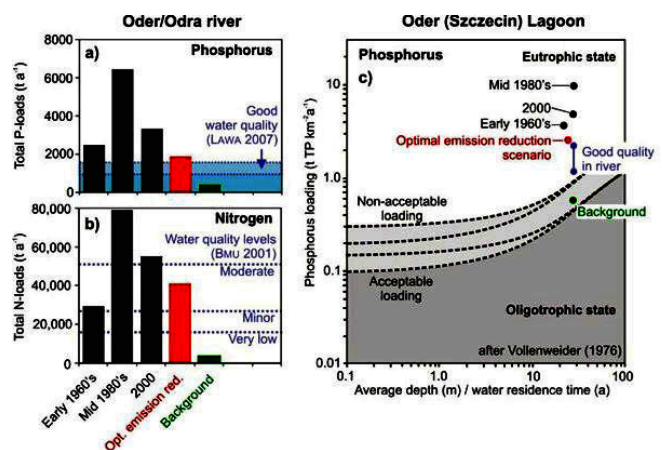 Oder/Odra river
Oder (Szczecin) Lagoon
a)
Phosphorus
Total P-loads (t a⁻¹)
8000
6000
4000
2000
0
Good
water quality
(LAWA 2007)
b)
Nitrogen
Total N-loads (t a⁻¹)
80,000
60,000
40,000
20,000
0
Water quality levels
(BMU 2001)
Moderate
Minor
Very low
Early 1960's
Mid 1980's
2000
Opt. emission red.
Background
Phosphorus
Eutrophic state
c)
Phosphorus loading (t TP km⁻²a⁻¹)
10
1.0
0.1
0.01
Mid 1980's
2000
Early 1960's
Optimal emission reduction
scenario
Good quality
in river
Non-acceptable
loading
Background
Acceptable
loading
Oligotrophic state
after Vollenweider (1976)
0.1
1.0
10
100
Average depth (m) / water residence time (a)